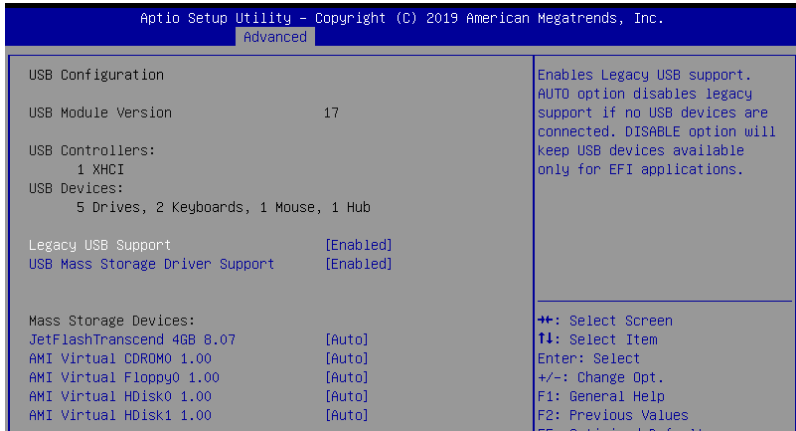 Aptio Setup Utility – Copyright (C) 2019 American Megatrends, Inc.
Advanced
USB Configuration
USB Module Version 17
USB Controllers:
1 XHCI
USB Devices:
5 Drives, 2 Keyboards, 1 Mouse, 1 Hub
Legacy USB Support [Enabled]
USB Mass Storage Driver Support [Enabled]
Mass Storage Devices:
JetFlashTranscend 4GB 8.07 [Auto]
AMI Virtual CDROM0 1.00 [Auto]
AMI Virtual Floppy0 1.00 [Auto]
AMI Virtual HDisk0 1.00 [Auto]
AMI Virtual HDisk1 1.00 [Auto]
Enables Legacy USB support.
AUTO option disables legacy
support if no USB devices are
connected. DISABLE option will
keep USB devices available
only for EFI applications.
→←: Select Screen
↑↓: Select Item
Enter: Select
+/-: Change Opt.
F1: General Help
F2: Previous Values